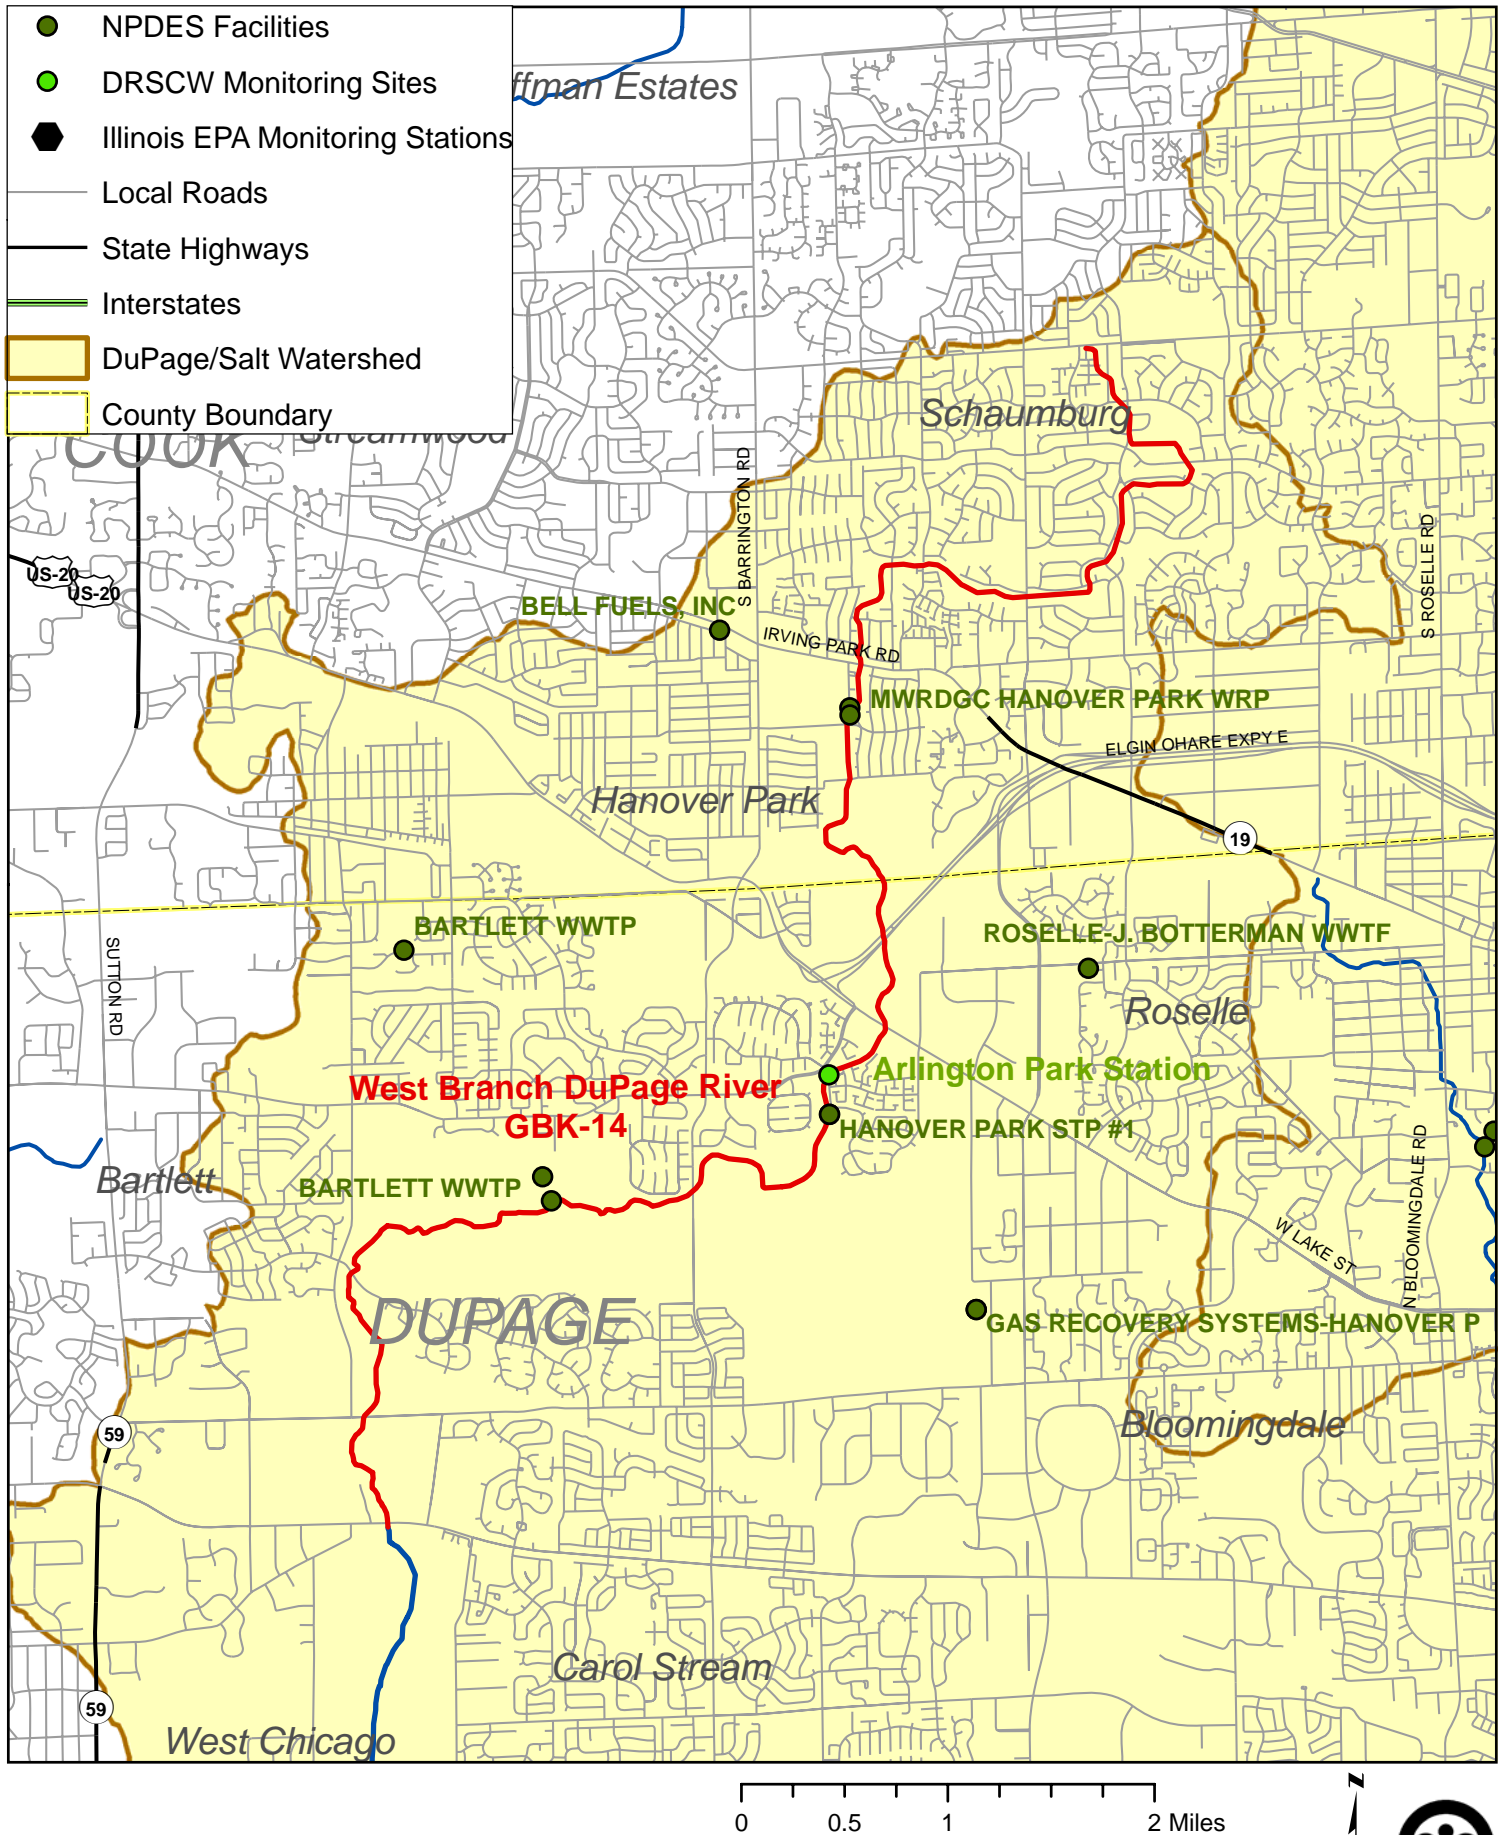 NPDES Facilities
DRSCW Monitoring Sites
Illinois EPA Monitoring Stations
Local Roads
State Highways
Interstates
DuPage/Salt Watershed
County Boundary
ffman Estates
Schaumburg
COOK
Streamwood
S BARRINGTON RD
S ROSELLE RD
US-20
US-20
BELL FUELS, INC
IRVING PARK RD
MWRDGC HANOVER PARK WRP
ELGIN OHARE EXPY E
Hanover Park
19
BARTLETT WWTP
ROSELLE-J. BOTTERMAN WWTF
SUTTON RD
Roselle
Arlington Park Station
West Branch DuPage River
GBK-14
HANOVER PARK STP #1
Bartlett
BARTLETT WWTP
N BLOOMINGDALE RD
W LAKE ST
DUPAGE
GAS RECOVERY SYSTEMS-HANOVER P
59
Bloomingdale
Carol Stream
59
West Chicago
0 0.5 1 2 Miles
z